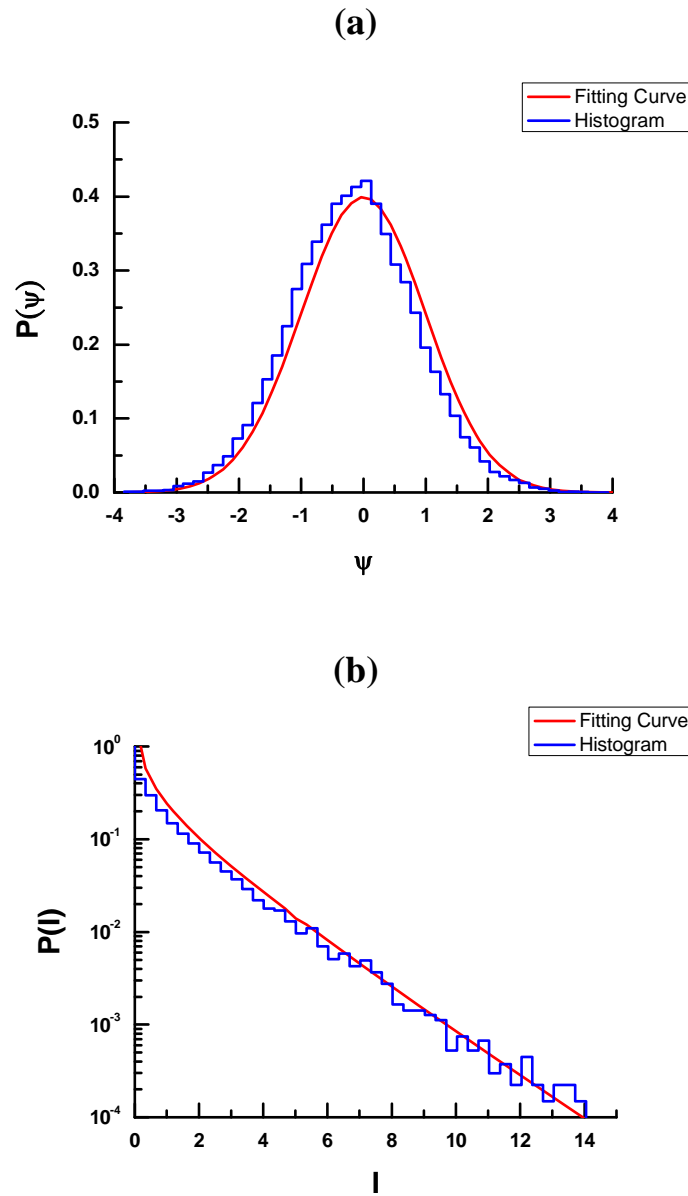 (a)
Fitting Curve
Histogram
0.5
0.4
0.3
0.2
0.1
0.0
P(ψ)
-4 -3 -2 -1 0 1 2 3 4
ψ
(b)
Fitting Curve
Histogram
10⁰
10⁻¹
10⁻²
10⁻³
10⁻⁴
P(I)
0 2 4 6 8 10 12 14
I